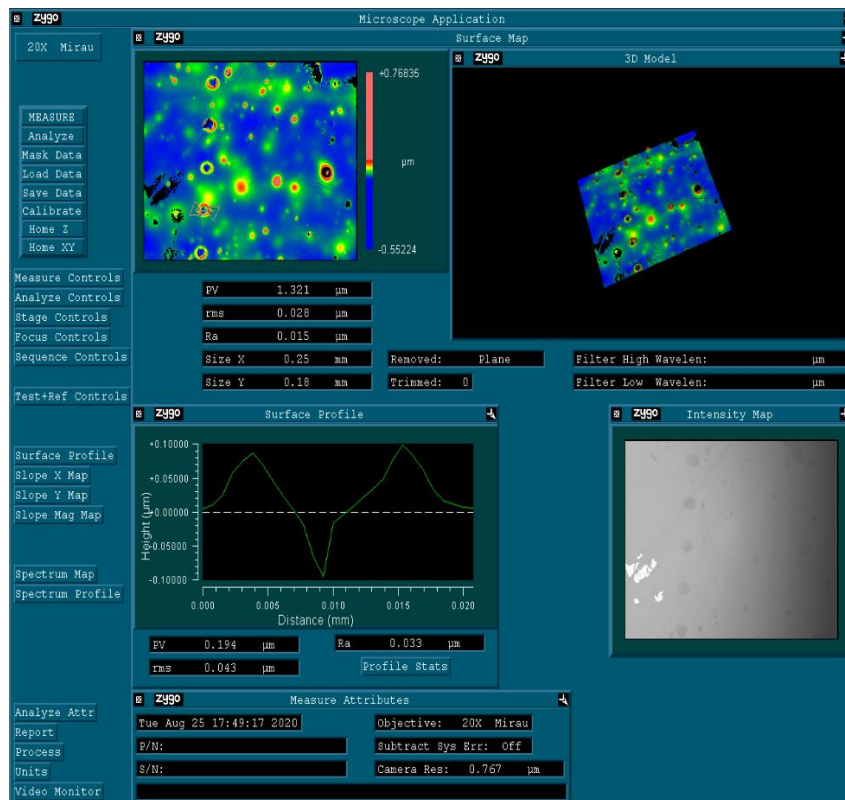 zygo Microscope Application
20X Mirau
zygo Surface Map
+0.76835
µm
-0.55224
zygo 3D Model
MEASURE
Analyze
Mask Data
Load Data
Save Data
Calibrate
Home Z
Home XY
Measure Controls
Analyze Controls
Stage Controls
Focus Controls
Sequence Controls
Test+Ref Controls
PV 1.321 µm
rms 0.028 µm
Ra 0.015 µm
Size X 0.25 mm
Size Y 0.18 mm
Removed: Plane
Trimmed: 0
Filter High Wavelen: µm
Filter Low Wavelen: µm
Surface Profile
Slope X Map
Slope Y Map
Slope Mag Map
Spectrum Map
Spectrum Profile
zygo Surface Profile
+0.10000
+0.05000
+0.00000
-0.05000
-0.10000
Height (µm)
0.000 0.005 0.010 0.015 0.020
Distance (mm)
PV 0.194 µm
rms 0.043 µm
Ra 0.033 µm
Profile Stats
zygo Intensity Map
Analyze Attr
Report
Process
Units
Video Monitor
zygo Measure Attributes
Tue Aug 25 17:49:17 2020
P/N:
S/N:
Objective: 20X Mirau
Subtract Sys Err: Off
Camera Res: 0.767 µm